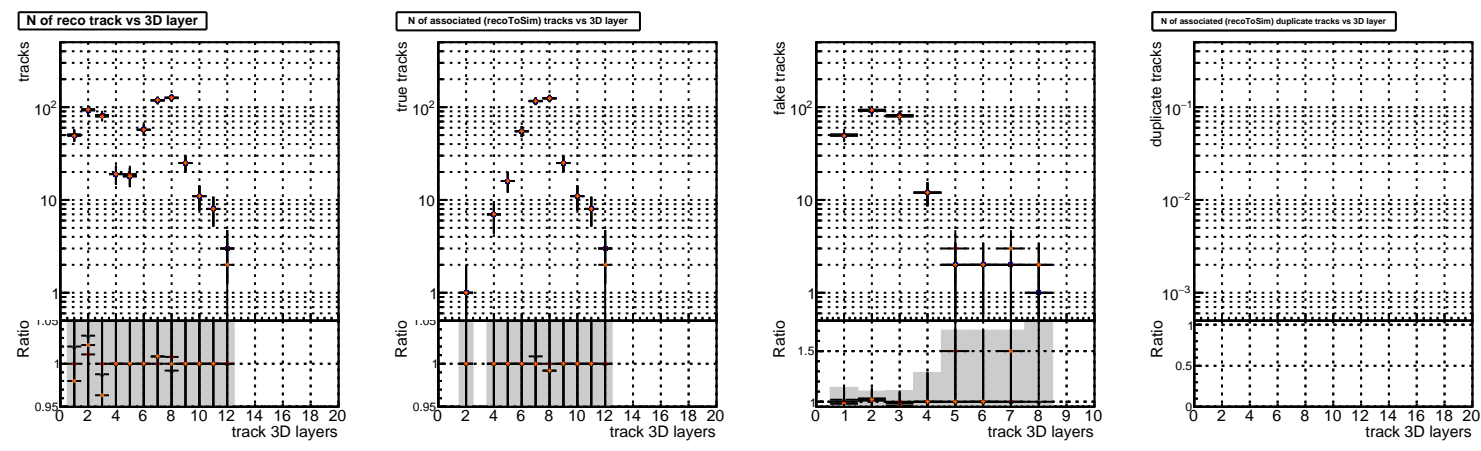 N of reco track vs 3D layer
tracks
10²
10
1
1.05
Ratio
1
0.95
0 2 4 6 8 10 12 14 16 18 20
track 3D layers
N of associated (recoToSim) tracks vs 3D layer
true tracks
10²
10
1
1.05
Ratio
1
0.95
0 2 4 6 8 10 12 14 16 18 20
track 3D layers
fake tracks
10²
10
1
Ratio
1.5
1
0 1 2 3 4 5 6 7 8 9 10
track 3D layers
N of associated (recoToSim) duplicate tracks vs 3D layer
duplicate tracks
10⁻¹
10⁻²
10⁻³
Ratio
1
0.5
0
0 2 4 6 8 10 12 14 16 18 20
track 3D layers